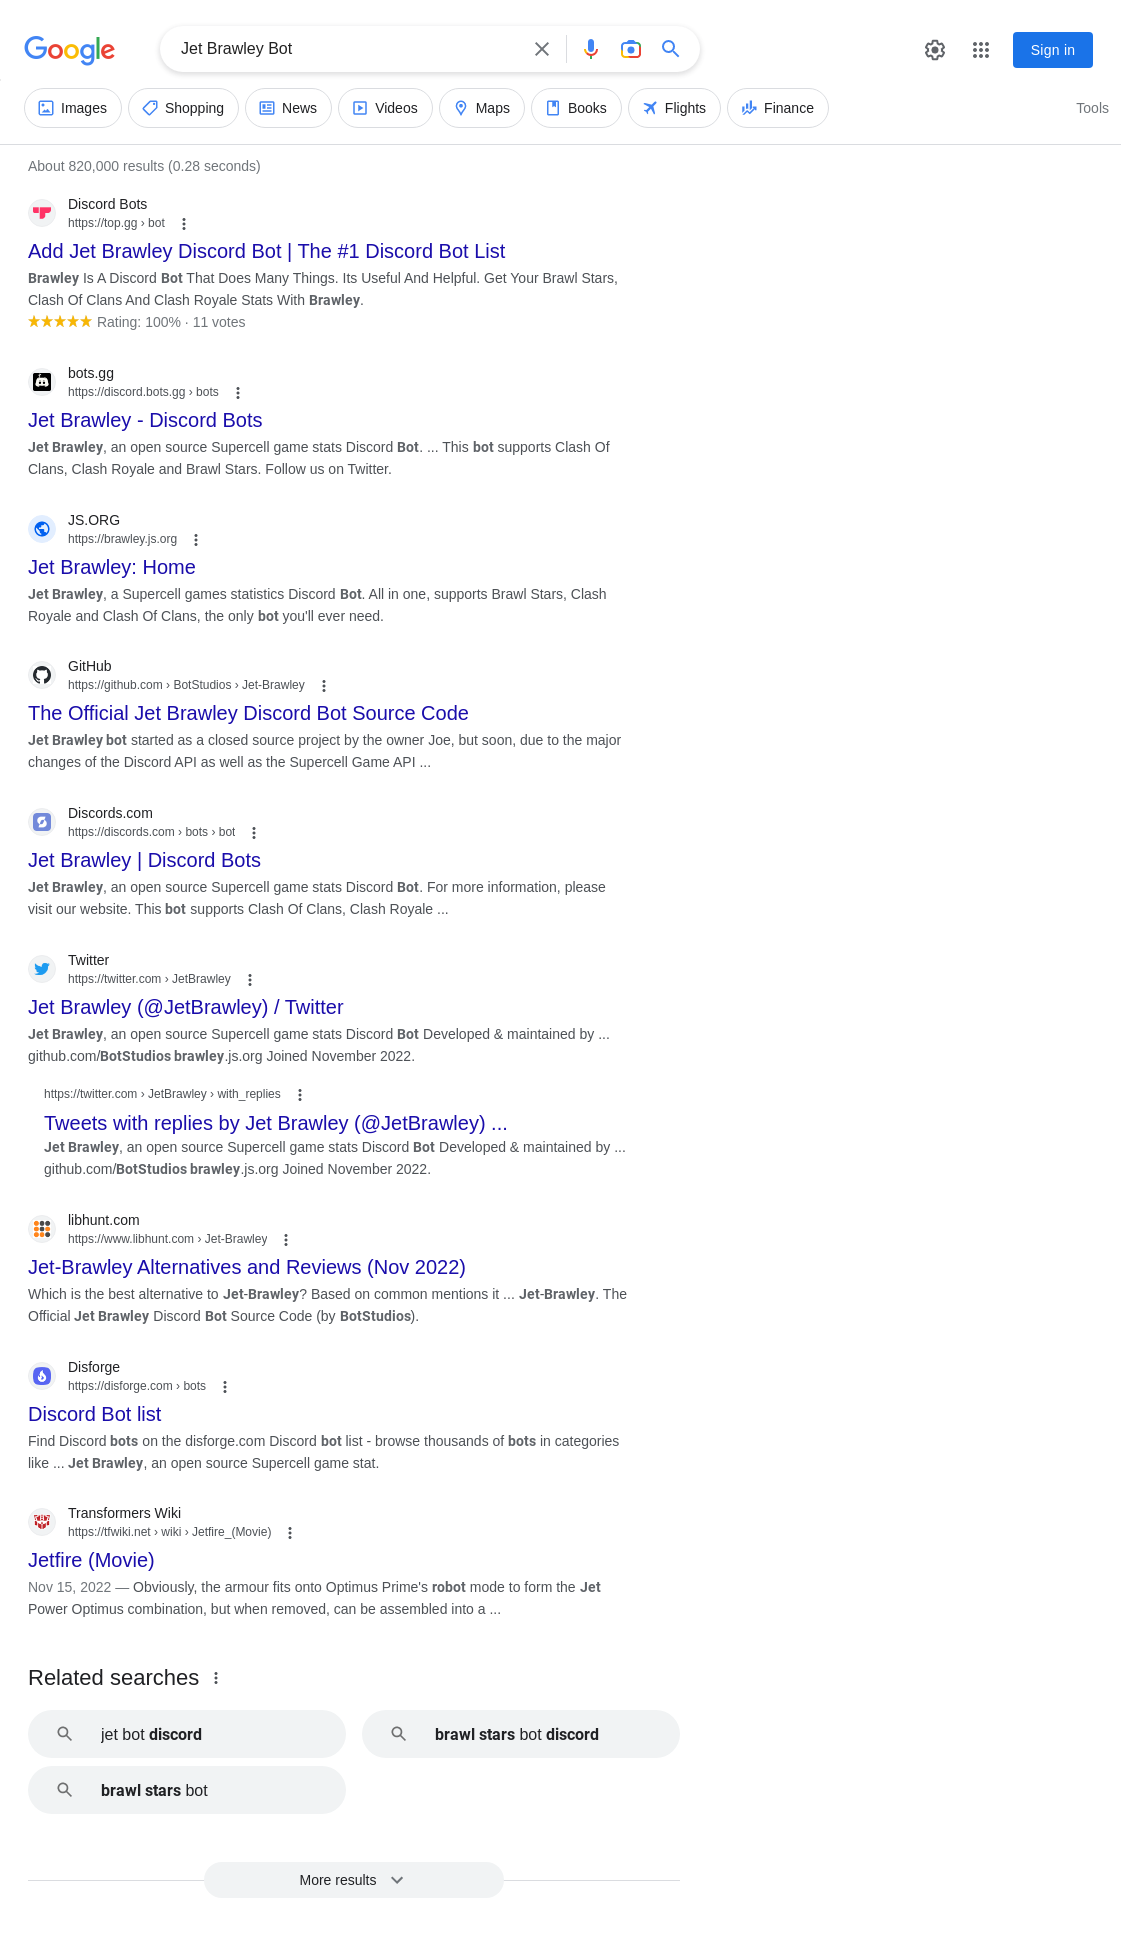 Google
Jet Brawley Bot
Sign in
Images Shopping News Videos Maps Books Flights Finance Tools
About 820,000 results (0.28 seconds)
Discord Bots
https://top.gg › bot
Add Jet Brawley Discord Bot | The #1 Discord Bot List
Brawley Is A Discord Bot That Does Many Things. Its Useful And Helpful. Get Your Brawl Stars,
Clash Of Clans And Clash Royale Stats With Brawley.
Rating: 100% · 11 votes
bots.gg
https://discord.bots.gg › bots
Jet Brawley - Discord Bots
Jet Brawley, an open source Supercell game stats Discord Bot. ... This bot supports Clash Of
Clans, Clash Royale and Brawl Stars. Follow us on Twitter.
JS.ORG
https://brawley.js.org
Jet Brawley: Home
Jet Brawley, a Supercell games statistics Discord Bot. All in one, supports Brawl Stars, Clash
Royale and Clash Of Clans, the only bot you'll ever need.
GitHub
https://github.com › BotStudios › Jet-Brawley
The Official Jet Brawley Discord Bot Source Code
Jet Brawley bot started as a closed source project by the owner Joe, but soon, due to the major
changes of the Discord API as well as the Supercell Game API ...
Discords.com
https://discords.com › bots › bot
Jet Brawley | Discord Bots
Jet Brawley, an open source Supercell game stats Discord Bot. For more information, please
visit our website. This bot supports Clash Of Clans, Clash Royale ...
Twitter
https://twitter.com › JetBrawley
Jet Brawley (@JetBrawley) / Twitter
Jet Brawley, an open source Supercell game stats Discord Bot Developed & maintained by ...
github.com/BotStudios brawley.js.org Joined November 2022.
https://twitter.com › JetBrawley › with_replies
Tweets with replies by Jet Brawley (@JetBrawley) ...
Jet Brawley, an open source Supercell game stats Discord Bot Developed & maintained by ...
github.com/BotStudios brawley.js.org Joined November 2022.
libhunt.com
https://www.libhunt.com › Jet-Brawley
Jet-Brawley Alternatives and Reviews (Nov 2022)
Which is the best alternative to Jet-Brawley? Based on common mentions it ... Jet-Brawley. The
Official Jet Brawley Discord Bot Source Code (by BotStudios).
Disforge
https://disforge.com › bots
Discord Bot list
Find Discord bots on the disforge.com Discord bot list - browse thousands of bots in categories
like ... Jet Brawley, an open source Supercell game stat.
Transformers Wiki
https://tfwiki.net › wiki › Jetfire_(Movie)
Jetfire (Movie)
Nov 15, 2022 — Obviously, the armour fits onto Optimus Prime's robot mode to form the Jet
Power Optimus combination, but when removed, can be assembled into a ...
Related searches
jet bot discord
brawl stars bot discord
brawl stars bot
More results